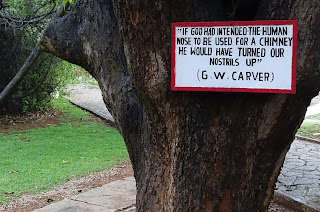 "IF GOD HAD INTENDED THE HUMAN
NOSE TO BE USED FOR A CHIMNEY
HE WOULD HAVE TURNED OUR
NOSTRILS UP"
(G.W. CARVER)